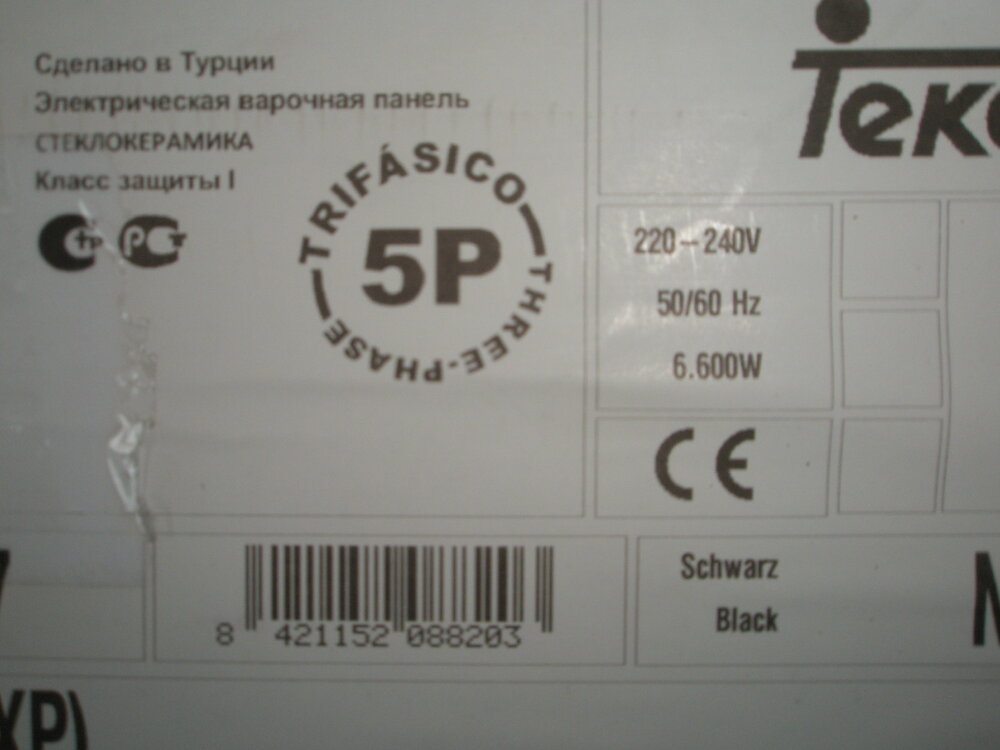 Сделано в Турции
Электрическая варочная панель
СТЕКЛОКЕРАМИКА
Класс защиты I
TRIFÁSICO
5P
THREE-PHASE
220-240V
50/60 Hz
6.600W
CE
8 421152 088203
Schwarz
Black
XP)